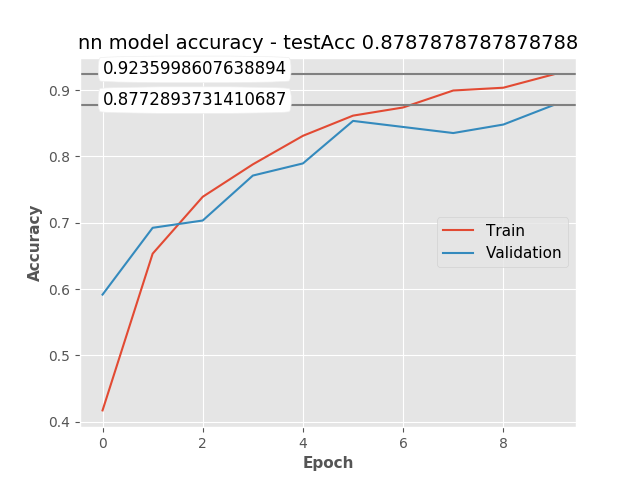 nn model accuracy - testAcc 0.8787878787878788
0.9235998607638894
0.8772893731410687
0.9
0.8
0.7
0.6
0.5
0.4
Accuracy
Train
Validation
0 2 4 6 8
Epoch